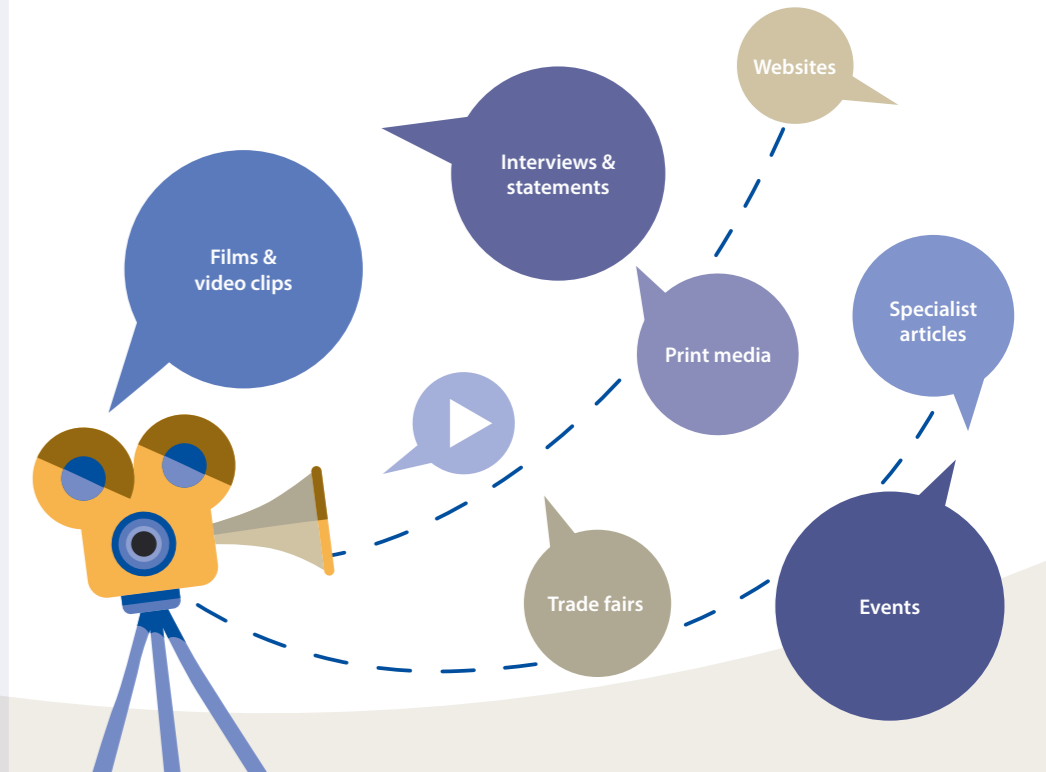 Websites
Interviews &
statements
Films &
video clips
Specialist
articles
Print media
Trade fairs
Events